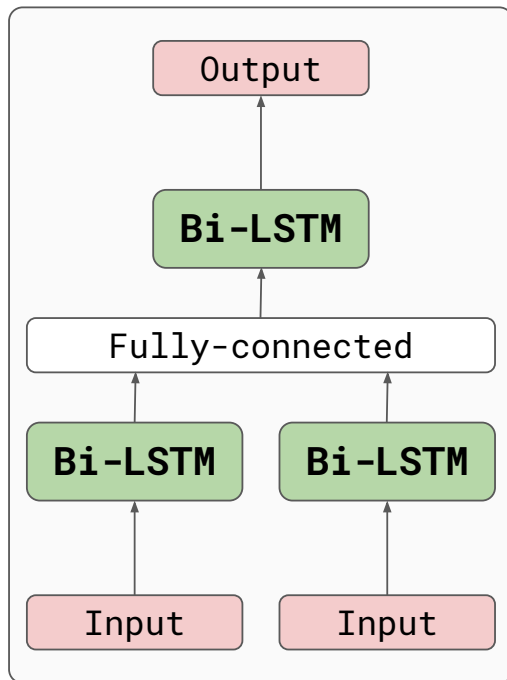 Output
Bi-LSTM
Fully-connected
Bi-LSTM
Bi-LSTM
Input
Input